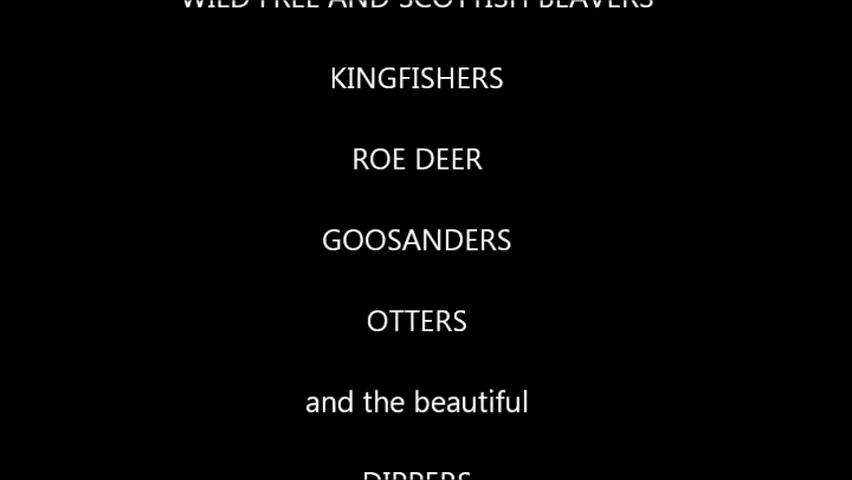 WILD FREE AND SCOTTISH BEAVERS
KINGFISHERS
ROE DEER
GOOSANDERS
OTTERS
and the beautiful
DIPPERS